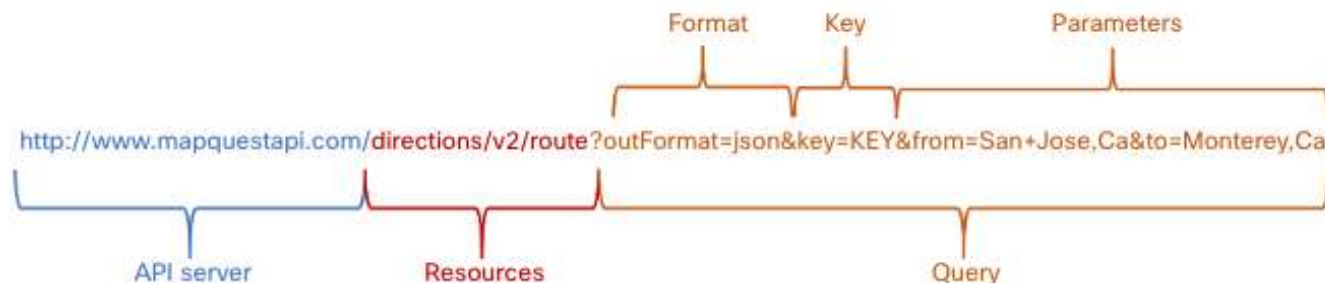 Format Key Parameters
http://www.mapquestapi.com/directions/v2/route?outFormat=json&key=KEY&from=San+Jose,Ca&to=Monterey,Ca
API server Resources Query